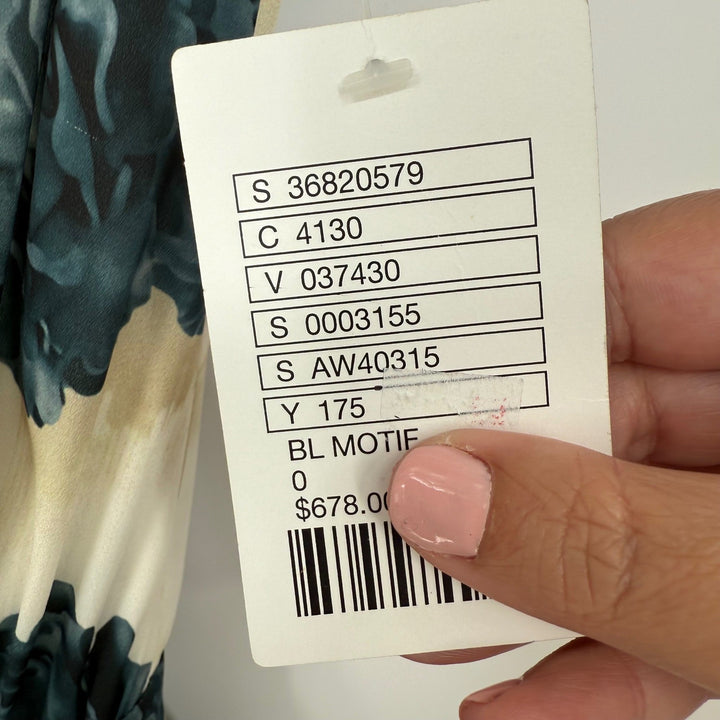 S 36820579
C 4130
V 037430
S 0003155
S AW40315
Y 175
BL MOTIF
0
$678.00